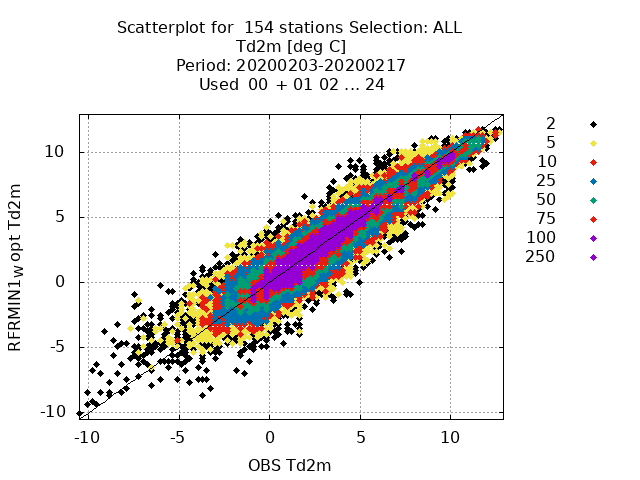 Scatterplot for  154 stations Selection: ALL
Td2m [deg C]
Period: 20200203-20200217
Used  00 + 01 02 ... 24
RFRMIN1w opt Td2m
10
5
0
-5
-10
-10 -5 0 5 10
OBS Td2m
2
5
10
25
50
75
100
250